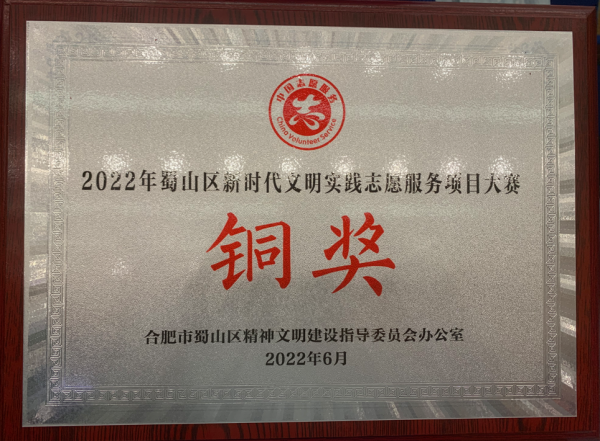 中国志愿服务
志
China Volunteer Service
2022年蜀山区新时代文明实践志愿服务项目大赛
铜奖
合肥市蜀山区精神文明建设指导委员会办公室
2022年6月